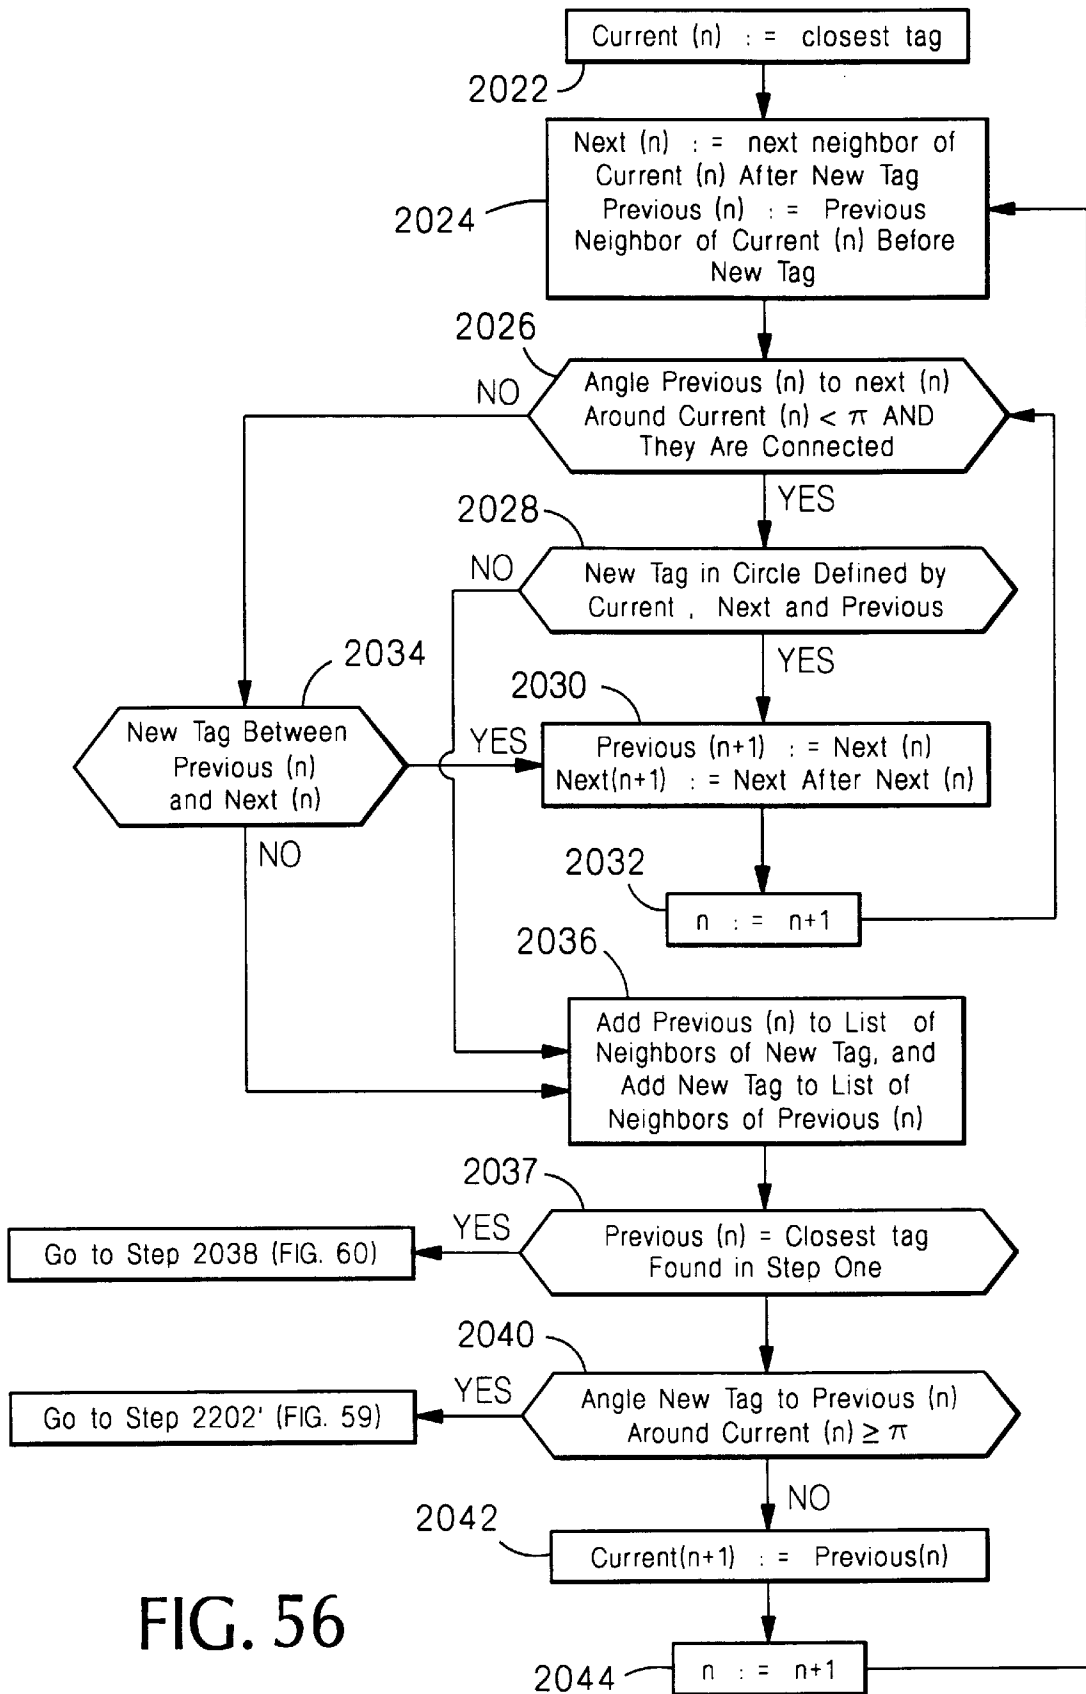 Current (n) := closest tag
2022
Next (n) := next neighbor of
Current (n) After New Tag
Previous (n) := Previous
Neighbor of Current (n) Before
New Tag
2024
2026
NO
Angle Previous (n) to next (n)
Around Current (n) < π AND
They Are Connected
YES
2028
NO
New Tag in Circle Defined by
Current , Next and Previous
YES
2034
New Tag Between
Previous (n)
and Next (n)
YES
NO
2030
Previous (n+1) := Next (n)
Next(n+1) := Next After Next (n)
2032
n := n+1
2036
Add Previous (n) to List of
Neighbors of New Tag, and
Add New Tag to List of
Neighbors of Previous (n)
2037
YES
Previous (n) = Closest tag
Found in Step One
Go to Step 2038 (FIG. 60)
2040
YES
Angle New Tag to Previous (n)
Around Current (n) ≥ π
Go to Step 2202' (FIG. 59)
NO
2042
Current(n+1) := Previous(n)
2044
n := n+1
FIG. 56